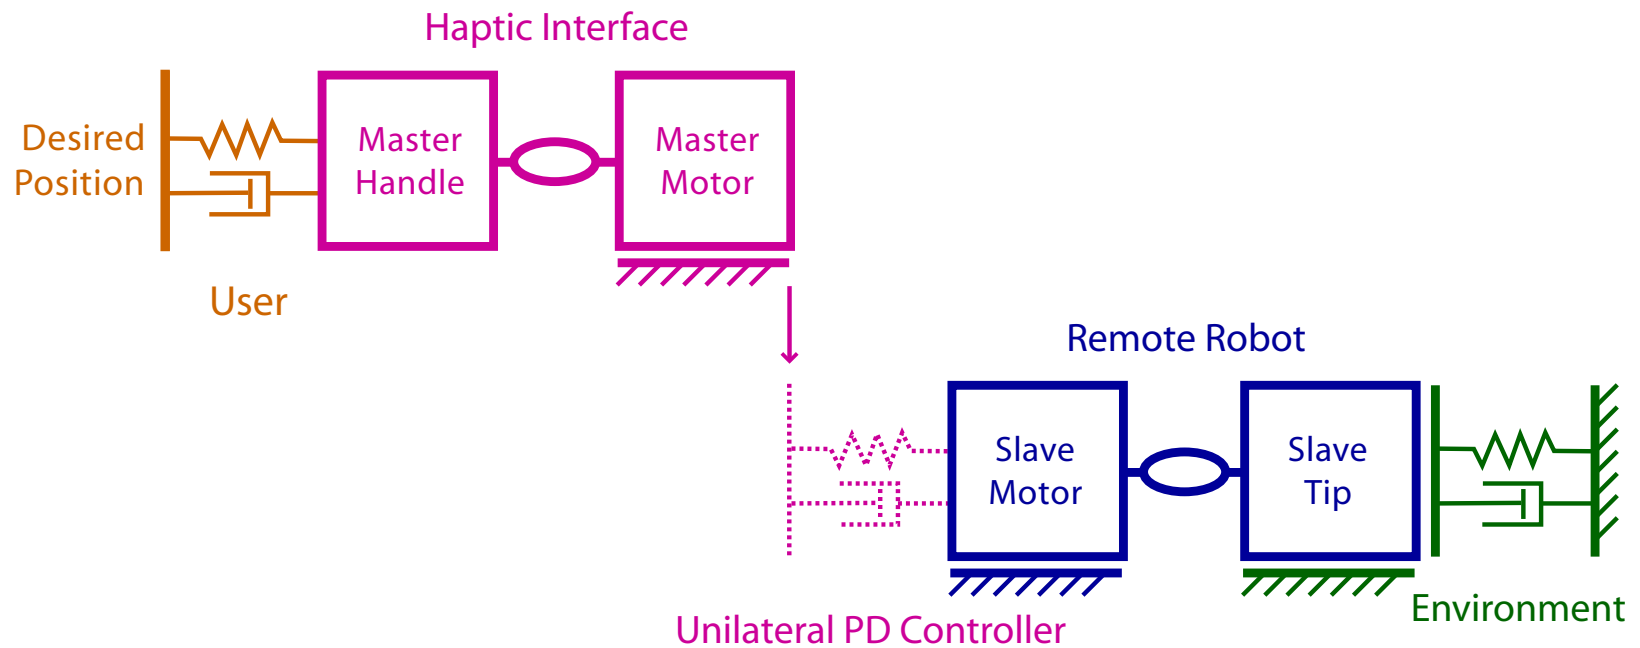 Haptic Interface
Desired
Position
Master
Handle
Master
Motor
User
Remote Robot
Slave
Motor
Slave
Tip
Environment
Unilateral PD Controller